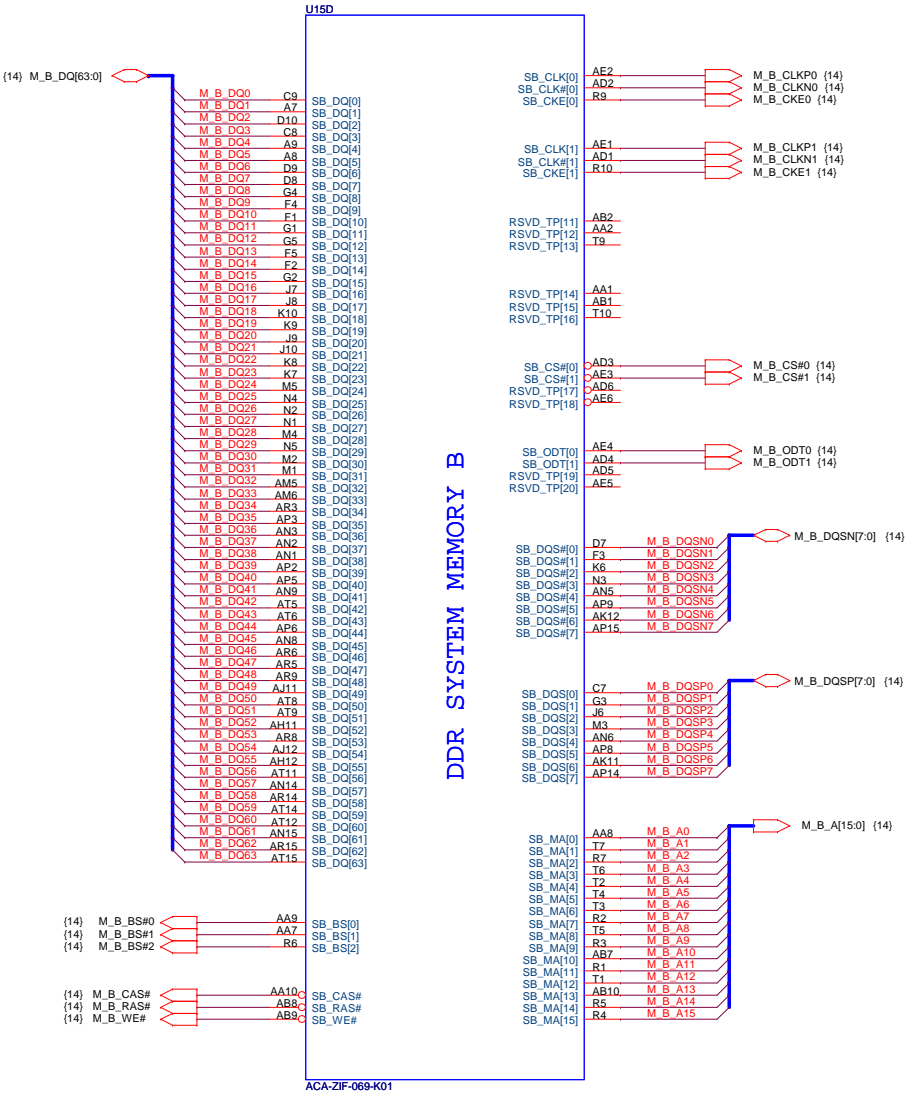 U15D
{14} M_B_DQ[63:0]
M_B_DQ0 C9 SB_DQ[0]
M_B_DQ1 A7 SB_DQ[1]
M_B_DQ2 D10 SB_DQ[2]
M_B_DQ3 C8 SB_DQ[3]
M_B_DQ4 A9 SB_DQ[4]
M_B_DQ5 A8 SB_DQ[5]
M_B_DQ6 D9 SB_DQ[6]
M_B_DQ7 D8 SB_DQ[7]
M_B_DQ8 G4 SB_DQ[8]
M_B_DQ9 F4 SB_DQ[9]
M_B_DQ10 F1 SB_DQ[10]
M_B_DQ11 G1 SB_DQ[11]
M_B_DQ12 G5 SB_DQ[12]
M_B_DQ13 F5 SB_DQ[13]
M_B_DQ14 F2 SB_DQ[14]
M_B_DQ15 G2 SB_DQ[15]
M_B_DQ16 J7 SB_DQ[16]
M_B_DQ17 J8 SB_DQ[17]
M_B_DQ18 K10 SB_DQ[18]
M_B_DQ19 K9 SB_DQ[19]
M_B_DQ20 J9 SB_DQ[20]
M_B_DQ21 J10 SB_DQ[21]
M_B_DQ22 K8 SB_DQ[22]
M_B_DQ23 K7 SB_DQ[23]
M_B_DQ24 M5 SB_DQ[24]
M_B_DQ25 N4 SB_DQ[25]
M_B_DQ26 N2 SB_DQ[26]
M_B_DQ27 N1 SB_DQ[27]
M_B_DQ28 M4 SB_DQ[28]
M_B_DQ29 N5 SB_DQ[29]
M_B_DQ30 M2 SB_DQ[30]
M_B_DQ31 M1 SB_DQ[31]
M_B_DQ32 AM5 SB_DQ[32]
M_B_DQ33 AM6 SB_DQ[33]
M_B_DQ34 AR3 SB_DQ[34]
M_B_DQ35 AP3 SB_DQ[35]
M_B_DQ36 AN3 SB_DQ[36]
M_B_DQ37 AN2 SB_DQ[37]
M_B_DQ38 AN1 SB_DQ[38]
M_B_DQ39 AP2 SB_DQ[39]
M_B_DQ40 AP5 SB_DQ[40]
M_B_DQ41 AN9 SB_DQ[41]
M_B_DQ42 AT5 SB_DQ[42]
M_B_DQ43 AT6 SB_DQ[43]
M_B_DQ44 AP6 SB_DQ[44]
M_B_DQ45 AN8 SB_DQ[45]
M_B_DQ46 AR6 SB_DQ[46]
M_B_DQ47 AR5 SB_DQ[47]
M_B_DQ48 AR9 SB_DQ[48]
M_B_DQ49 AJ11 SB_DQ[49]
M_B_DQ50 AT8 SB_DQ[50]
M_B_DQ51 AT9 SB_DQ[51]
M_B_DQ52 AH11 SB_DQ[52]
M_B_DQ53 AR8 SB_DQ[53]
M_B_DQ54 AJ12 SB_DQ[54]
M_B_DQ55 AH12 SB_DQ[55]
M_B_DQ56 AT11 SB_DQ[56]
M_B_DQ57 AN14 SB_DQ[57]
M_B_DQ58 AR14 SB_DQ[58]
M_B_DQ59 AT14 SB_DQ[59]
M_B_DQ60 AT12 SB_DQ[60]
M_B_DQ61 AN15 SB_DQ[61]
M_B_DQ62 AR15 SB_DQ[62]
M_B_DQ63 AT15 SB_DQ[63]
{14} M_B_BS#0 AA9 SB_BS[0]
{14} M_B_BS#1 AA7 SB_BS[1]
{14} M_B_BS#2 R6 SB_BS[2]
{14} M_B_CAS# AA10 SB_CAS#
{14} M_B_RAS# AB8 SB_RAS#
{14} M_B_WE# AB9 SB_WE#
DDR SYSTEM MEMORY B
SB_CLK[0] AE2 M_B_CLKP0 {14}
SB_CLK#[0] AD2 M_B_CLKN0 {14}
SB_CKE[0] R9 M_B_CKE0 {14}
SB_CLK[1] AE1 M_B_CLKP1 {14}
SB_CLK#[1] AD1 M_B_CLKN1 {14}
SB_CKE[1] R10 M_B_CKE1 {14}
RSVD_TP[11] AB2
RSVD_TP[12] AA2
RSVD_TP[13] T9
RSVD_TP[14] AA1
RSVD_TP[15] AB1
RSVD_TP[16] T10
SB_CS#[0] AD3 M_B_CS#0 {14}
SB_CS#[1] AE3 M_B_CS#1 {14}
RSVD_TP[17] AD6
RSVD_TP[18] AE6
SB_ODT[0] AE4 M_B_ODT0 {14}
SB_ODT[1] AD4 M_B_ODT1 {14}
RSVD_TP[19] AD5
RSVD_TP[20] AE5
M_B_DQSN[7:0] {14}
SB_DQS#[0] D7 M_B_DQSN0
SB_DQS#[1] F3 M_B_DQSN1
SB_DQS#[2] K6 M_B_DQSN2
SB_DQS#[3] N3 M_B_DQSN3
SB_DQS#[4] AN5 M_B_DQSN4
SB_DQS#[5] AP9 M_B_DQSN5
SB_DQS#[6] AK12 M_B_DQSN6
SB_DQS#[7] AP15 M_B_DQSN7
M_B_DQSP[7:0] {14}
SB_DQS[0] C7 M_B_DQSP0
SB_DQS[1] G3 M_B_DQSP1
SB_DQS[2] J6 M_B_DQSP2
SB_DQS[3] M3 M_B_DQSP3
SB_DQS[4] AN6 M_B_DQSP4
SB_DQS[5] AP8 M_B_DQSP5
SB_DQS[6] AK11 M_B_DQSP6
SB_DQS[7] AP14 M_B_DQSP7
M_B_A[15:0] {14}
SB_MA[0] AA8 M_B_A0
SB_MA[1] T7 M_B_A1
SB_MA[2] R7 M_B_A2
SB_MA[3] T6 M_B_A3
SB_MA[4] T2 M_B_A4
SB_MA[5] T4 M_B_A5
SB_MA[6] T3 M_B_A6
SB_MA[7] R2 M_B_A7
SB_MA[8] T5 M_B_A8
SB_MA[9] R3 M_B_A9
SB_MA[10] AB7 M_B_A10
SB_MA[11] R1 M_B_A11
SB_MA[12] T1 M_B_A12
SB_MA[13] AB10 M_B_A13
SB_MA[14] R5 M_B_A14
SB_MA[15] R4 M_B_A15
ACA-ZIF-069-K01